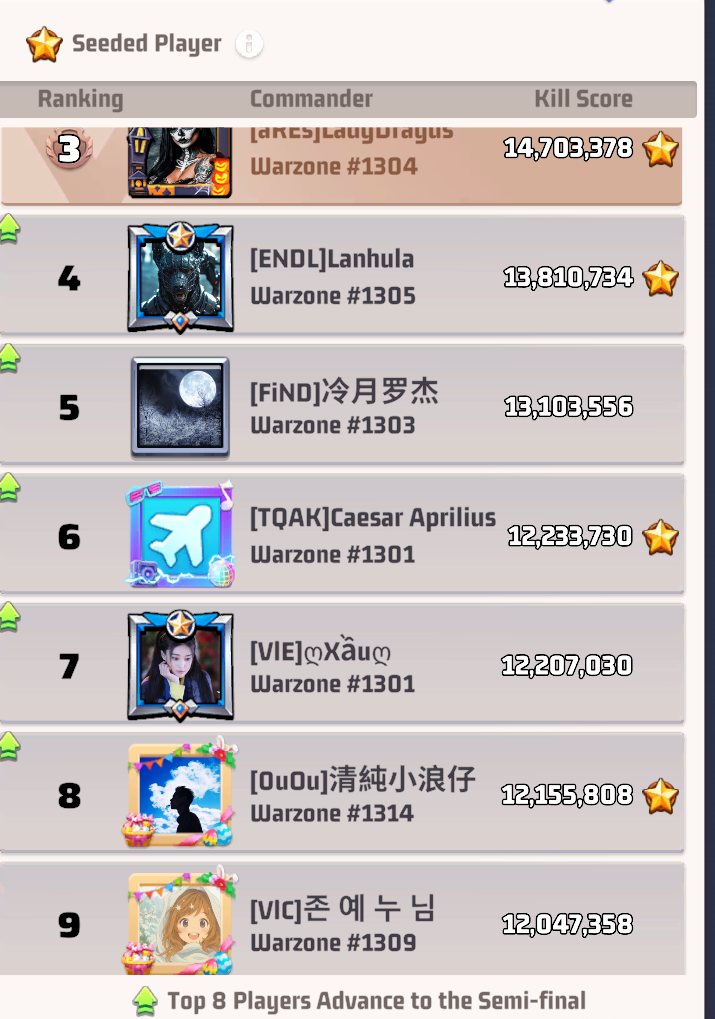 Seeded Player
Ranking Commander Kill Score
3 [aREs]LadyDragus 14,703,378
Warzone #1304
4 [ENDL]Lanhula 13,810,734
Warzone #1305
5 [FiND]冷月罗杰 13,103,556
Warzone #1303
6 [TQAK]Caesar Aprilius 12,233,730
Warzone #1301
7 [VlE]ღXầuღ 12,207,030
Warzone #1301
8 [OuOu]清純小浪仔 12,155,808
Warzone #1314
9 [VlC]존 예 누 님 12,047,358
Warzone #1309
Top 8 Players Advance to the Semi-final